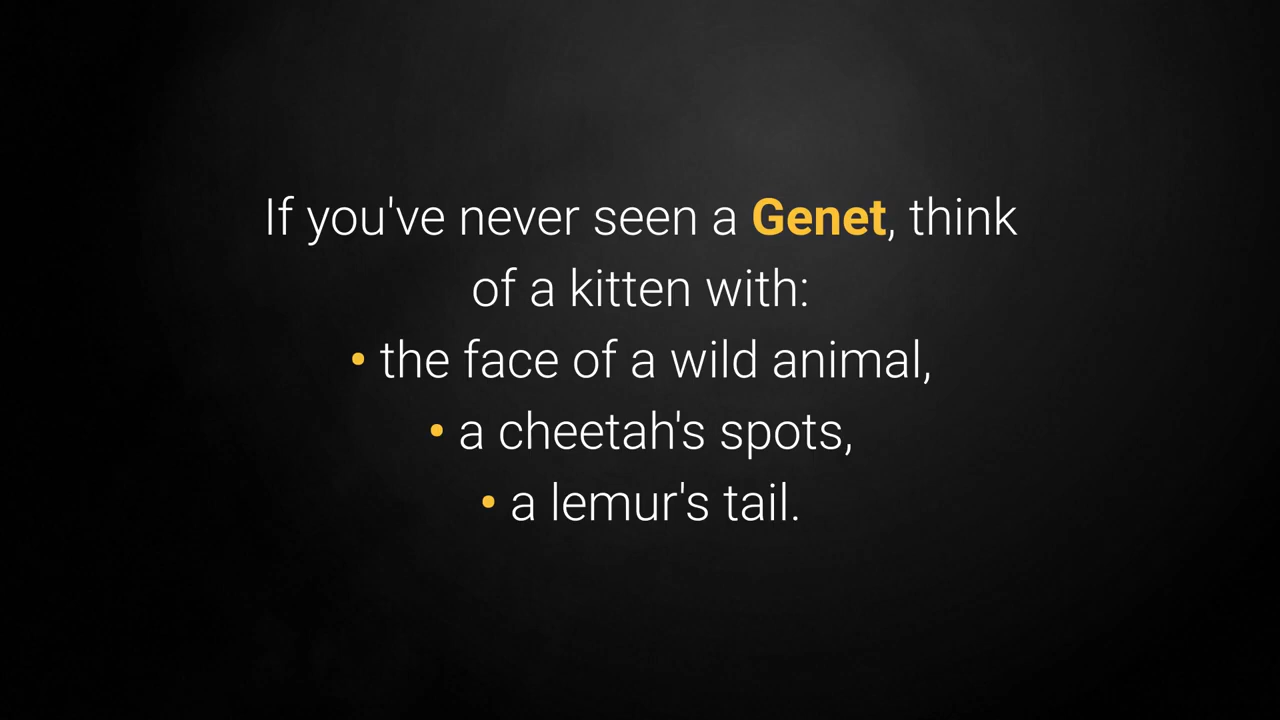 If you've never seen a Genet, think
of a kitten with:
• the face of a wild animal,
• a cheetah's spots,
• a lemur's tail.